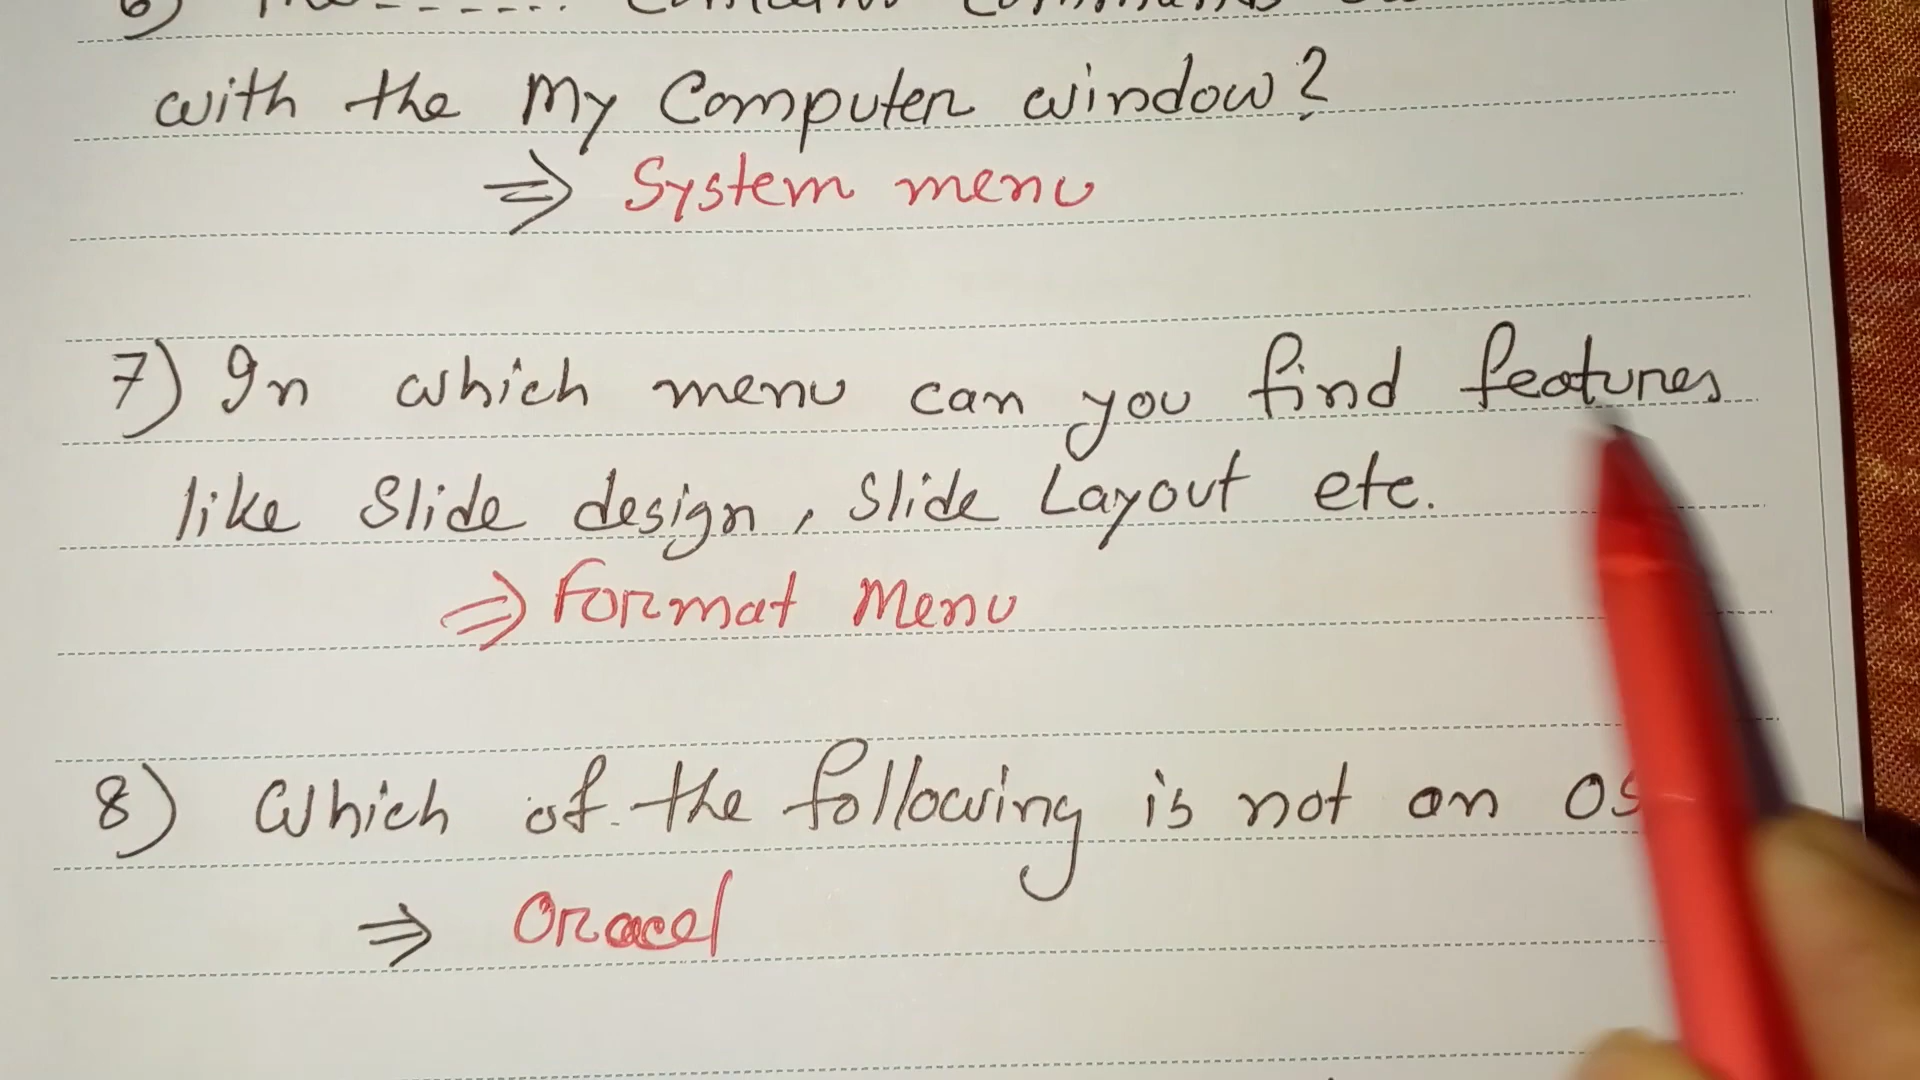 with the My Computer window?
⇒ System menu
7) In which menu can you find features
like Slide design, Slide Layout etc.
⇒ Format Menu
8) Which of the following is not an OS
⇒ Oracel